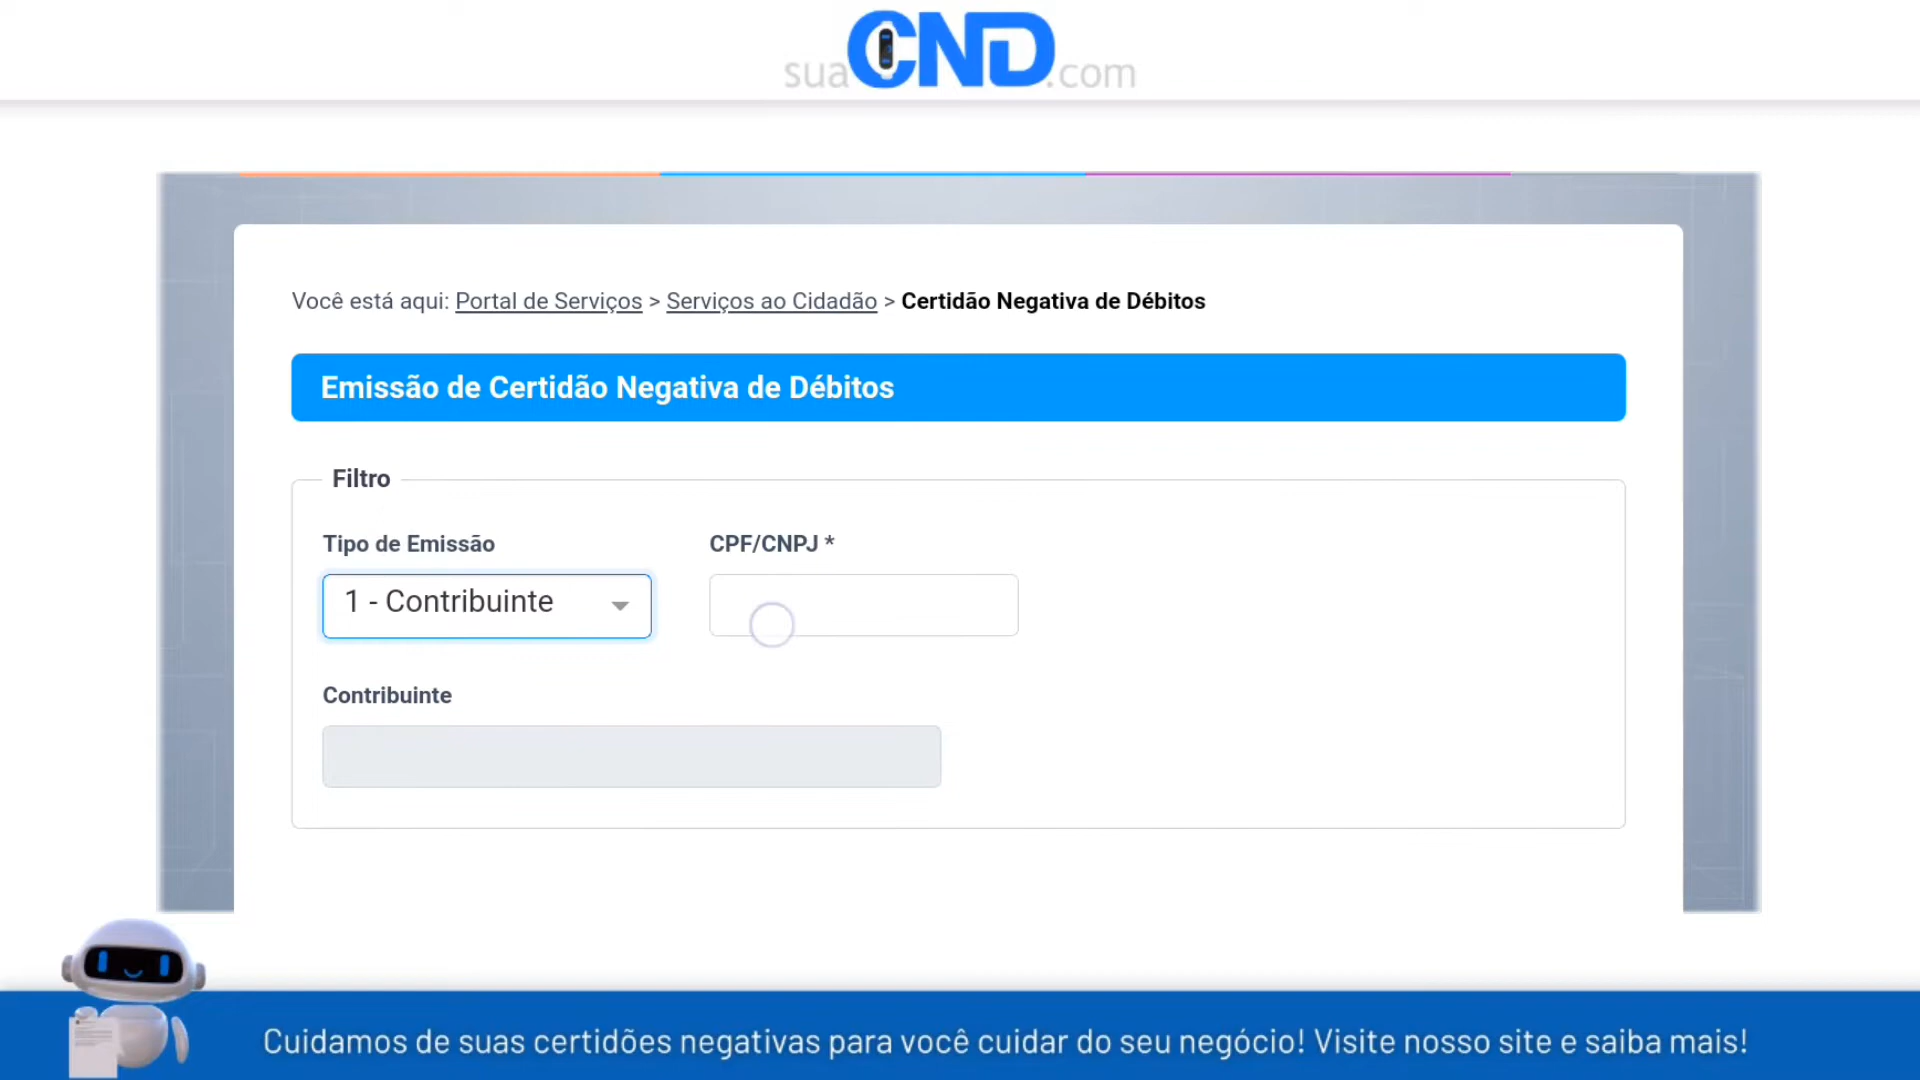 suaCND.com
Você está aqui: Portal de Serviços > Serviços ao Cidadão > Certidão Negativa de Débitos
Emissão de Certidão Negativa de Débitos
Filtro
Tipo de Emissão
CPF/CNPJ *
1 - Contribuinte
Contribuinte
Cuidamos de suas certidões negativas para você cuidar do seu negócio! Visite nosso site e saiba mais!